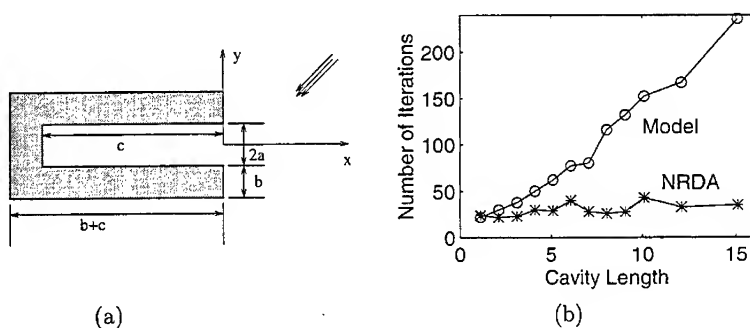 y
x
c
2a
b
b+c
(a)
Number of Iterations
200
150
100
50
0
Model
NRDA
0 5 10 15
Cavity Length
(b)